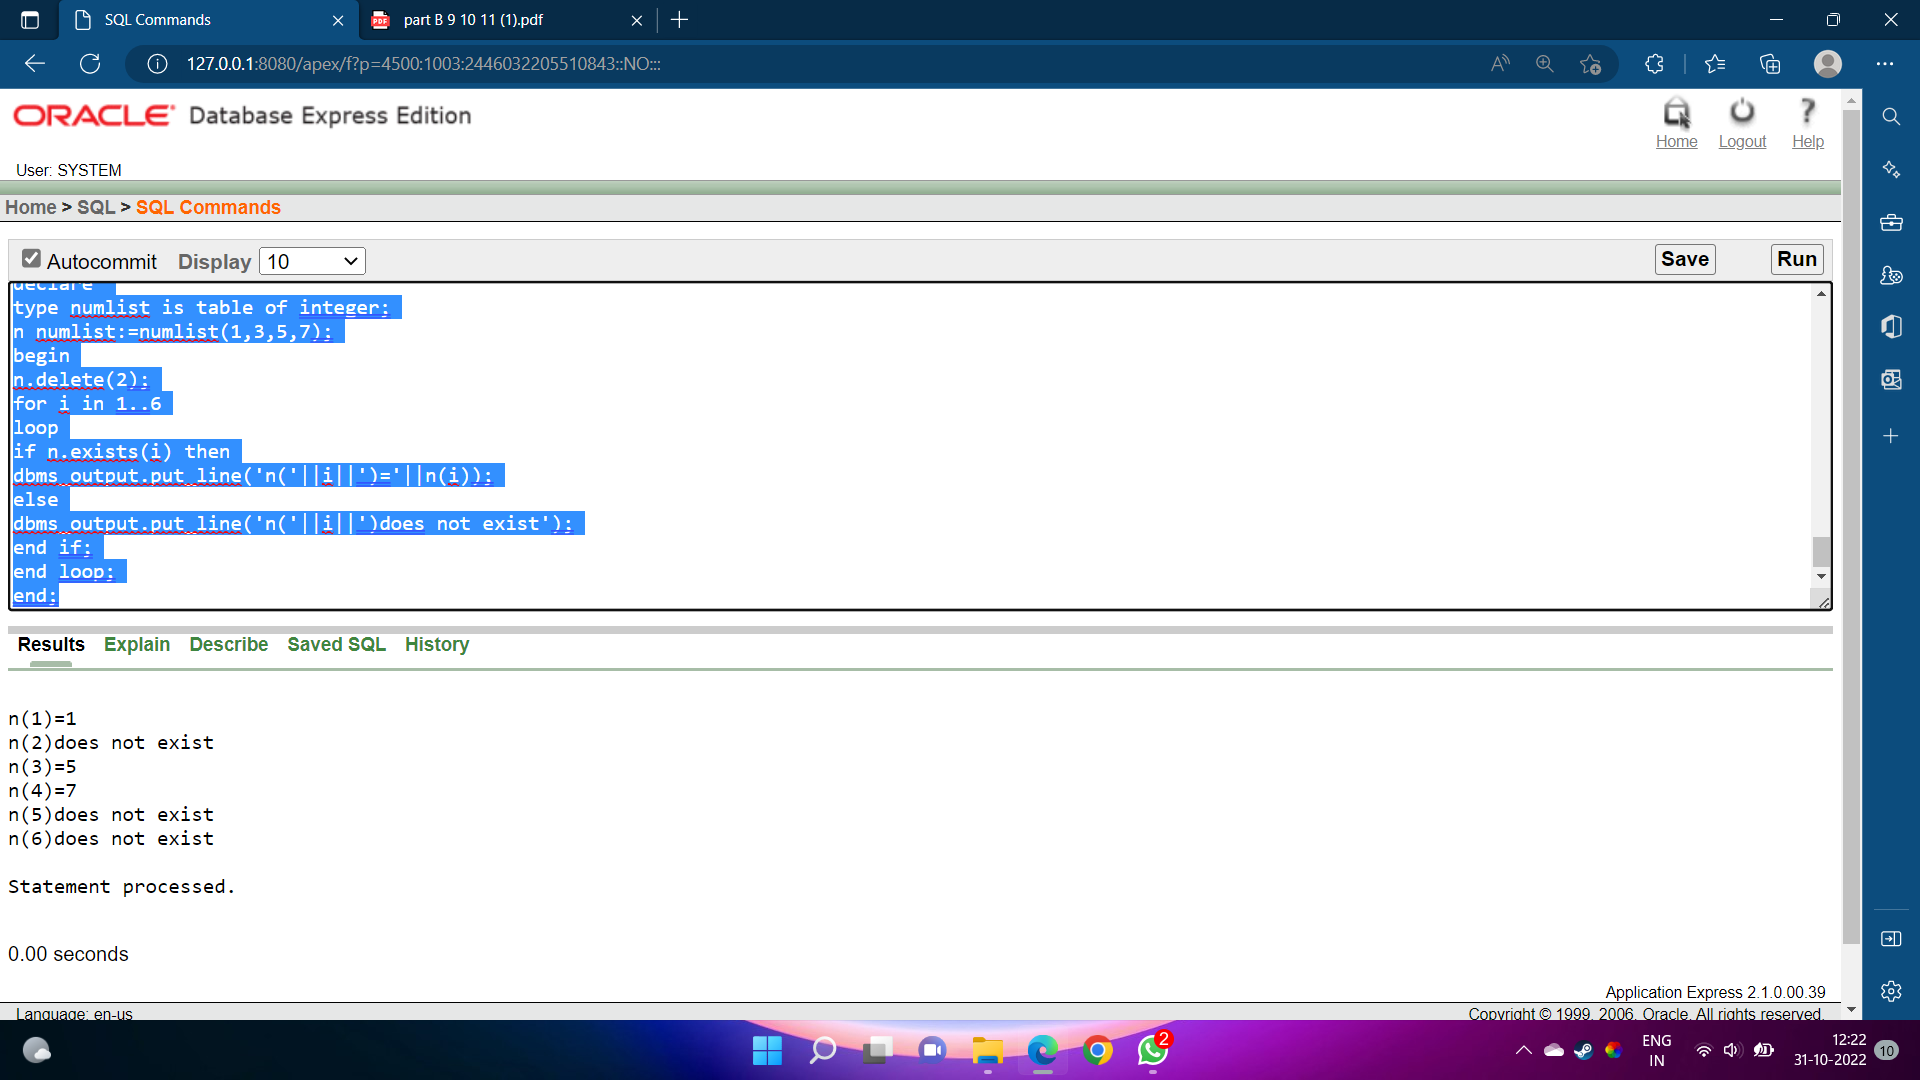 SQL Commands
part B 9 10 11 (1).pdf
127.0.0.1:8080/apex/f?p=4500:1003:2446032205510843::NO:::
ORACLE Database Express Edition
Home Logout Help
User: SYSTEM
Home > SQL > SQL Commands
Autocommit Display 10
Save Run
declare
type numlist is table of integer;
n numlist:=numlist(1,3,5,7);
begin
n.delete(2);
for i in 1..6
loop
if n.exists(i) then
dbms_output.put_line('n('||i||')='||n(i));
else
dbms_output.put_line('n('||i||')does not exist');
end if;
end loop;
end;
Results Explain Describe Saved SQL History
n(1)=1
n(2)does not exist
n(3)=5
n(4)=7
n(5)does not exist
n(6)does not exist
Statement processed.
0.00 seconds
Application Express 2.1.0.00.39
Language: en-us
Copyright © 1999, 2006, Oracle. All rights reserved.
2
ENG
IN
12:22
31-10-2022
10